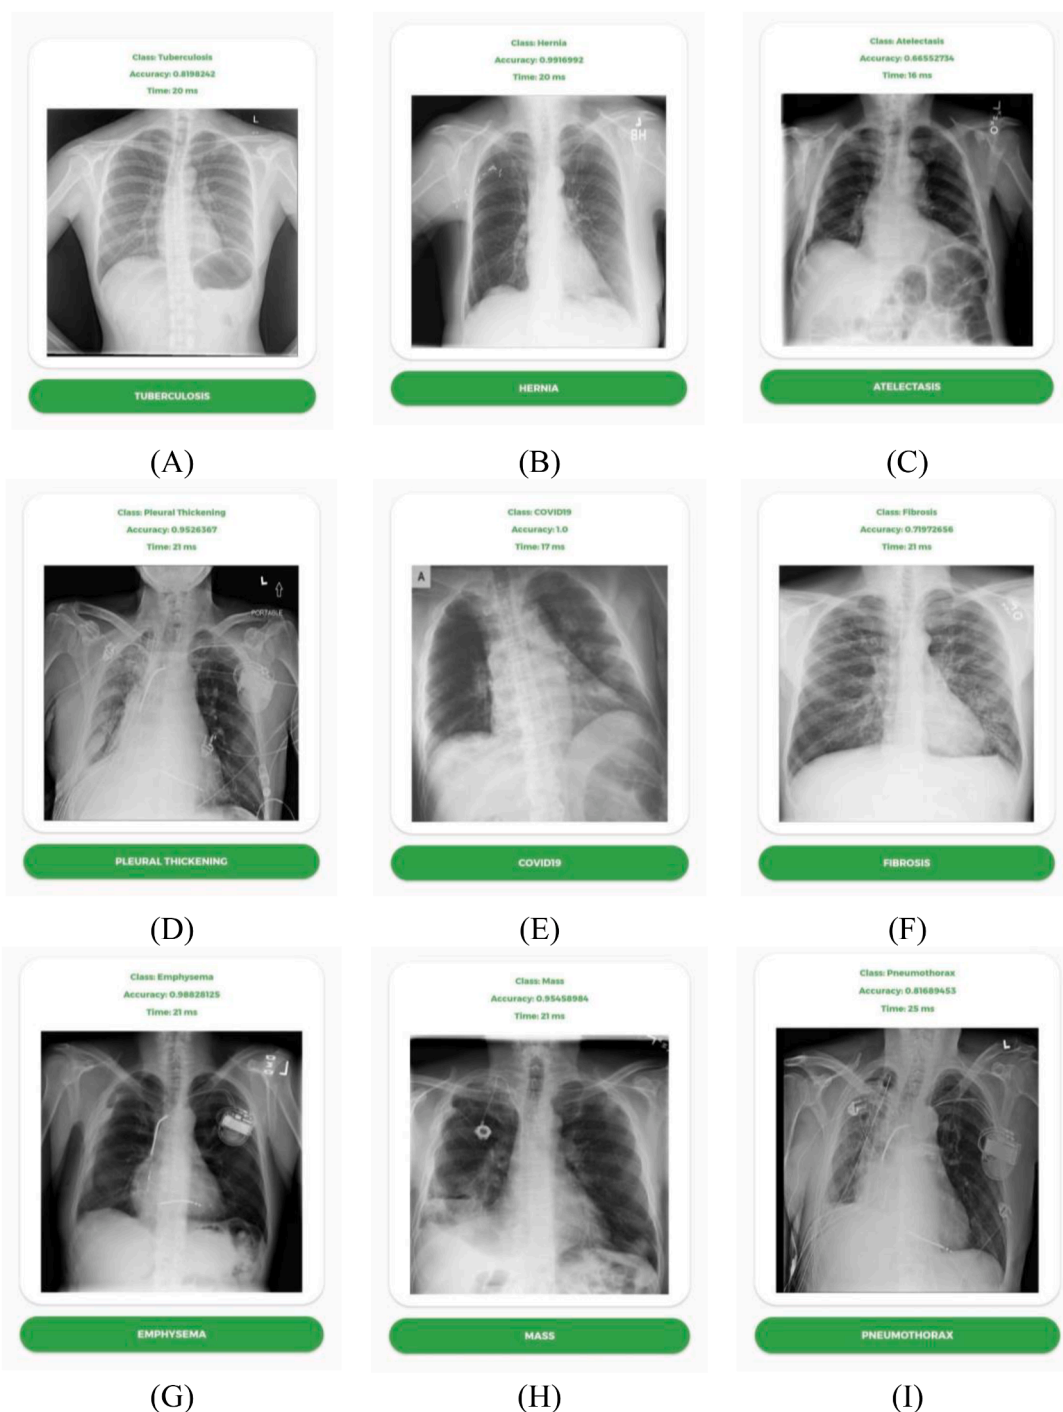 Class: Tuberculosis
Accuracy: 0.8198242
Time: 20 ms
L
TUBERCULOSIS
(A)
Class: Hernia
Accuracy: 0.9916992
Time: 20 ms
HERNIA
(B)
Class: Atelectasis
Accuracy: 0.66552734
Time: 16 ms
ATELECTASIS
(C)
Class: Pleural Thickening
Accuracy: 0.9526367
Time: 21 ms
L
PORTABLE
PLEURAL THICKENING
(D)
Class: COVID19
Accuracy: 1.0
Time: 17 ms
A
COVID19
(E)
Class: Fibrosis
Accuracy: 0.71972656
Time: 21 ms
FIBROSIS
(F)
Class: Emphysema
Accuracy: 0.98828125
Time: 21 ms
L
EMPHYSEMA
(G)
Class: Mass
Accuracy: 0.95458984
Time: 21 ms
MASS
(H)
Class: Pneumothorax
Accuracy: 0.81689453
Time: 25 ms
L
PNEUMOTHORAX
(I)